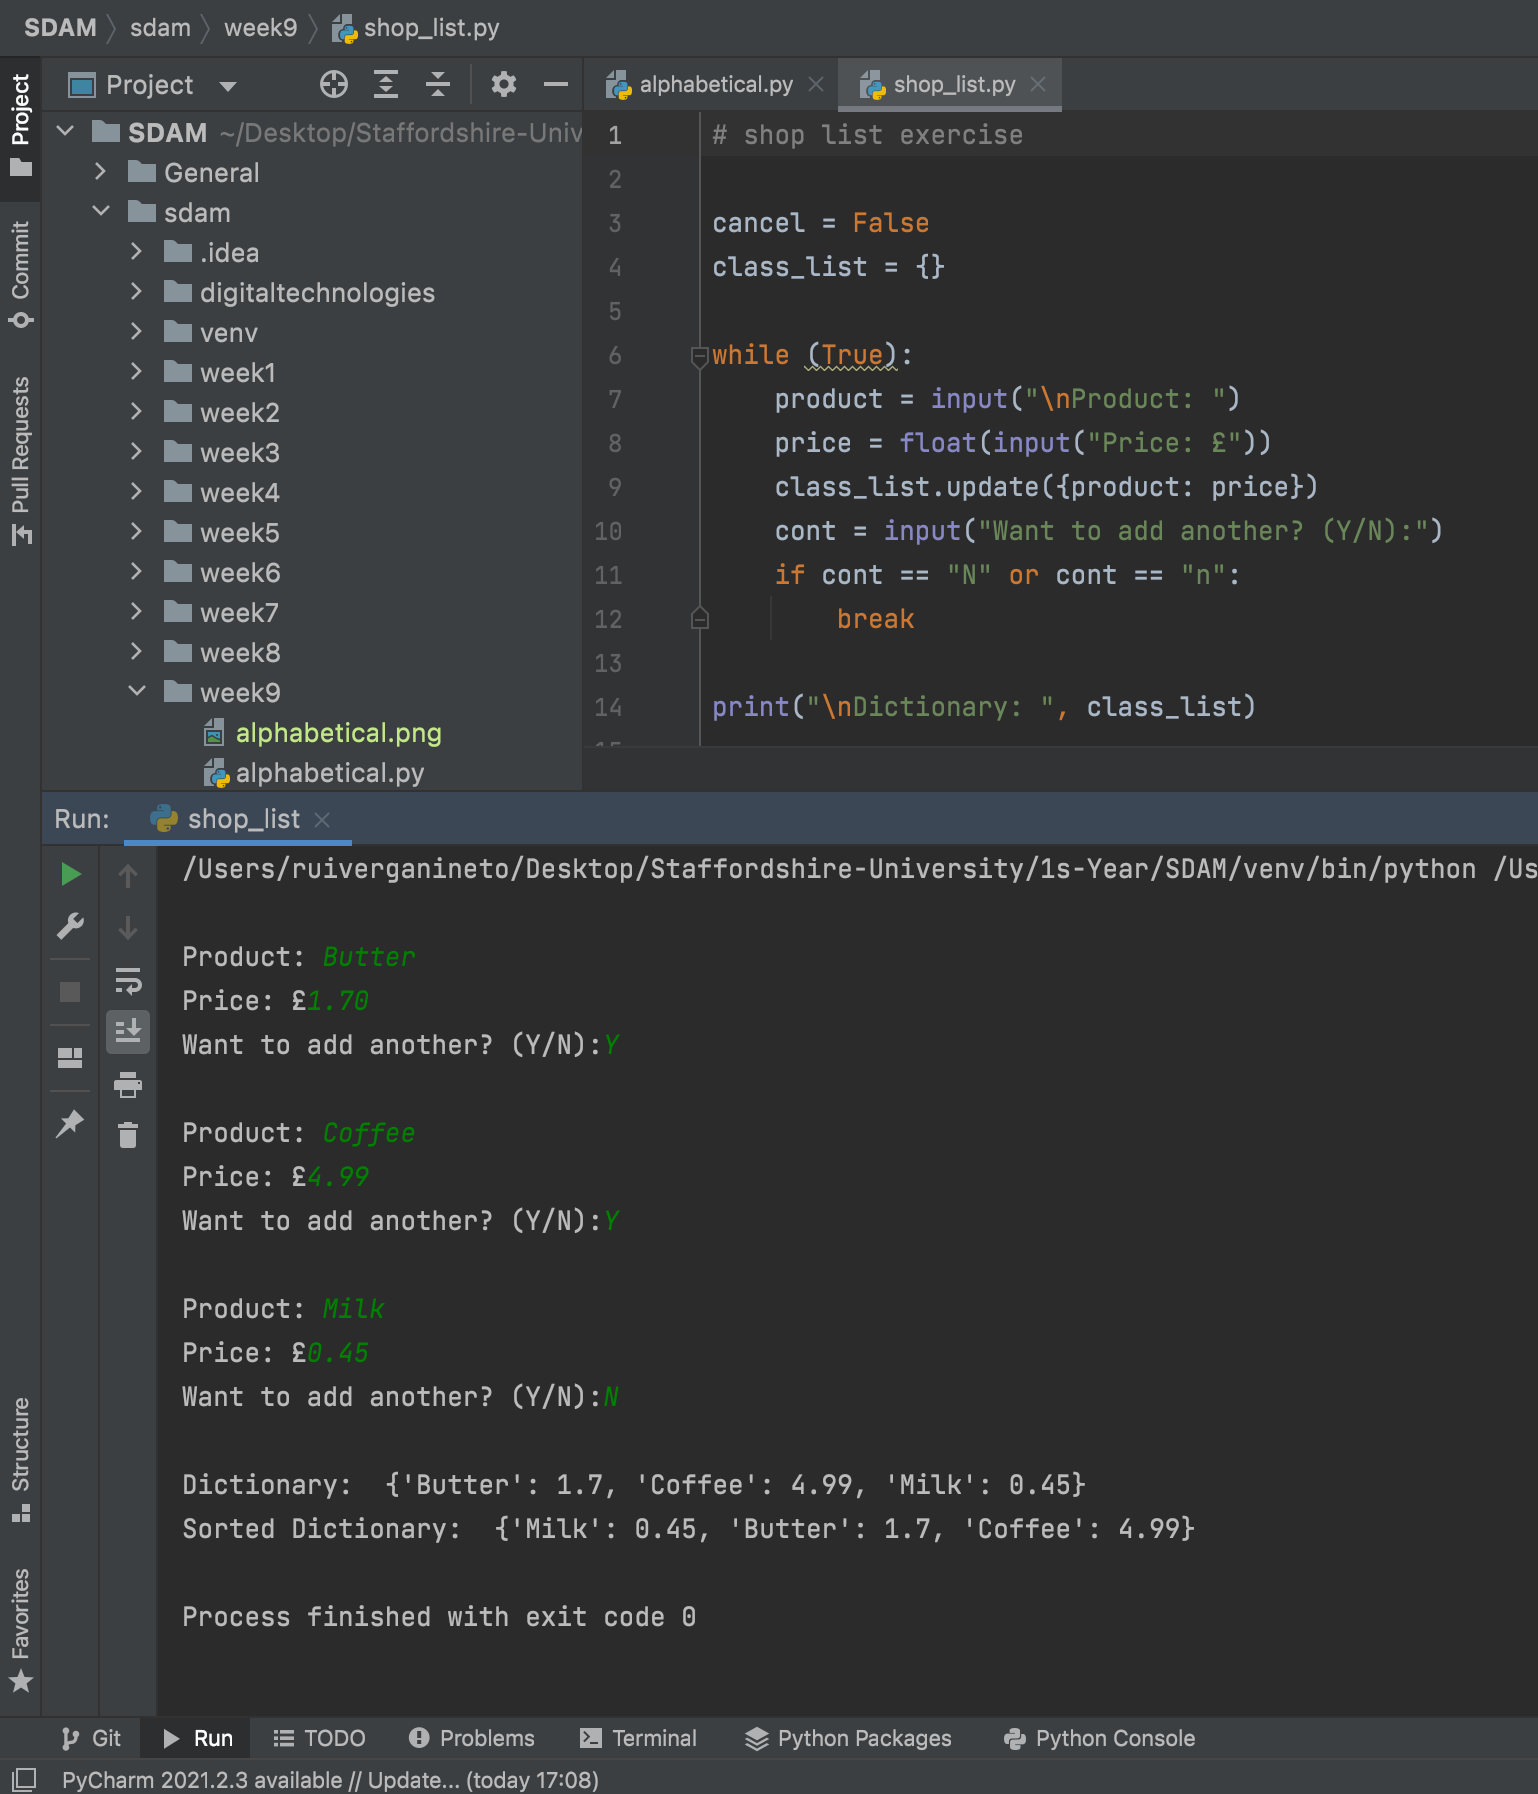 SDAM sdam week9 shop_list.py
Project
Commit
Pull Requests
Structure
Favorites
Project
SDAM ~/Desktop/Staffordshire-Univ
General
sdam
.idea
digitaltechnologies
venv
week1
week2
week3
week4
week5
week6
week7
week8
week9
alphabetical.png
alphabetical.py
alphabetical.py shop_list.py
1 # shop list exercise
2
3 cancel = False
4 class_list = {}
5
6 while (True):
7 product = input("\nProduct: ")
8 price = float(input("Price: £"))
9 class_list.update({product: price})
10 cont = input("Want to add another? (Y/N):")
11 if cont == "N" or cont == "n":
12 break
13
14 print("\nDictionary: ", class_list)
Run: shop_list
/Users/ruiverganineto/Desktop/Staffordshire-University/1s-Year/SDAM/venv/bin/python /Us
Product: Butter
Price: £1.70
Want to add another? (Y/N):Y
Product: Coffee
Price: £4.99
Want to add another? (Y/N):Y
Product: Milk
Price: £0.45
Want to add another? (Y/N):N
Dictionary:  {'Butter': 1.7, 'Coffee': 4.99, 'Milk': 0.45}
Sorted Dictionary:  {'Milk': 0.45, 'Butter': 1.7, 'Coffee': 4.99}
Process finished with exit code 0
Git Run TODO Problems Terminal Python Packages Python Console
PyCharm 2021.2.3 available // Update... (today 17:08)